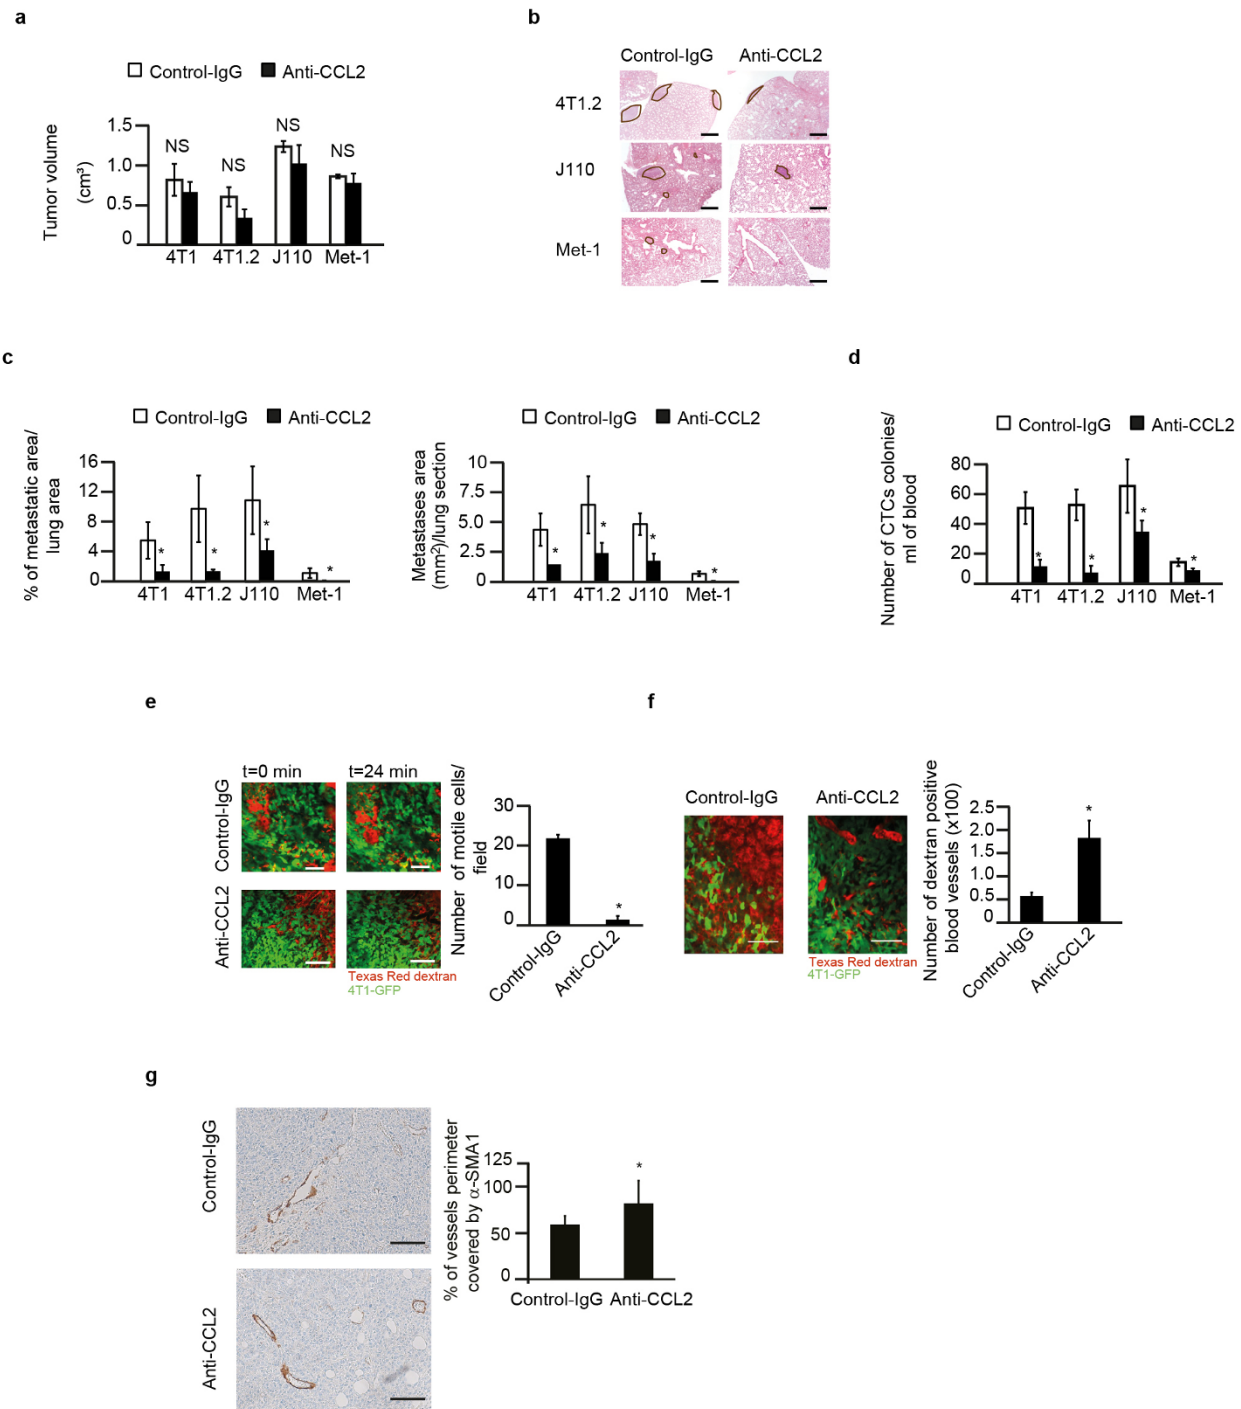 a
Control-IgG Anti-CCL2
Tumor volume
(cm³)
1.5
1.0
0.5
0
NS
NS
NS
NS
4T1 4T1.2 J110 Met-1
b
Control-IgG Anti-CCL2
4T1.2
J110
Met-1
c
Control-IgG Anti-CCL2
% of metastatic area/
lung area
16
12
8
4
0
* * * *
4T1 4T1.2 J110 Met-1
Control-IgG Anti-CCL2
Metastases area
(mm²)/lung section
10
7.5
5.0
2.5
0
* * * *
4T1 4T1.2 J110 Met-1
d
Control-IgG Anti-CCL2
Number of CTCs colonies/
ml of blood
80
60
40
20
0
* * * *
4T1 4T1.2 J110 Met-1
e
t=0 min t=24 min
Control-IgG
Anti-CCL2
Texas Red dextran
4T1-GFP
Number of motile cells/
field
30
20
10
0
*
Control-IgG
Anti-CCL2
f
Control-IgG Anti-CCL2
Texas Red dextran
4T1-GFP
Number of dextran positive
blood vessels (x100)
2.5
2.0
1.5
1.0
0.5
0
*
Control-IgG
Anti-CCL2
g
Control-IgG
Anti-CCL2
% of vessels perimeter
covered by α-SMA1
125
100
50
0
*
Control-IgG Anti-CCL2